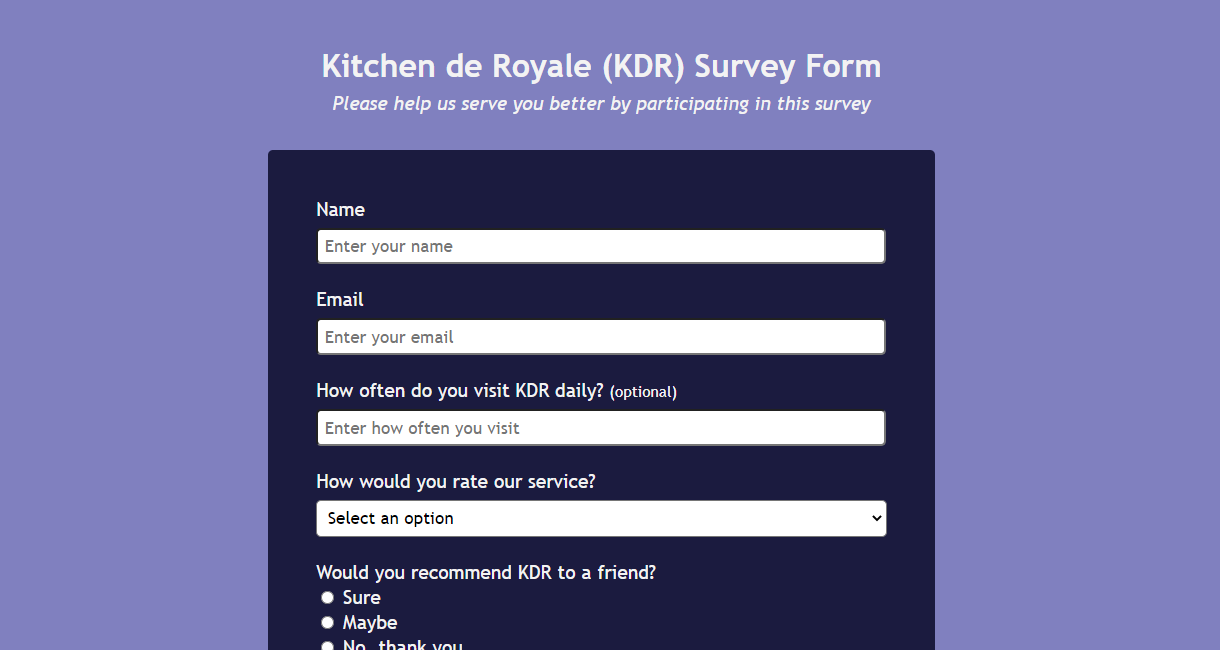 Kitchen de Royale (KDR) Survey Form
Please help us serve you better by participating in this survey
Name
Enter your name
Email
Enter your email
How often do you visit KDR daily? (optional)
Enter how often you visit
How would you rate our service?
Select an option
Would you recommend KDR to a friend?
Sure
Maybe
No, thank you